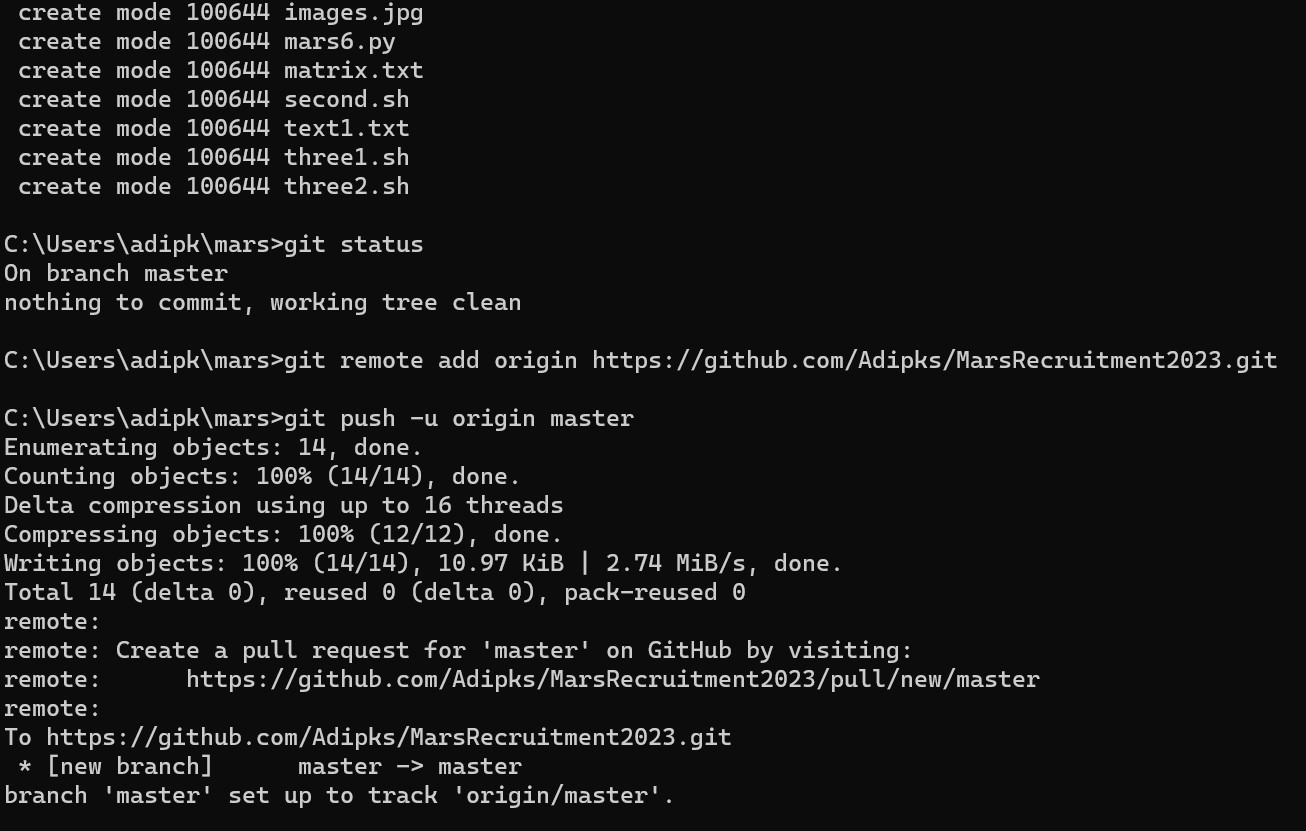 create mode 100644 images.jpg
create mode 100644 mars6.py
create mode 100644 matrix.txt
create mode 100644 second.sh
create mode 100644 text1.txt
create mode 100644 three1.sh
create mode 100644 three2.sh
C:\Users\adipk\mars>git status
On branch master
nothing to commit, working tree clean
C:\Users\adipk\mars>git remote add origin https://github.com/Adipks/MarsRecruitment2023.git
C:\Users\adipk\mars>git push -u origin master
Enumerating objects: 14, done.
Counting objects: 100% (14/14), done.
Delta compression using up to 16 threads
Compressing objects: 100% (12/12), done.
Writing objects: 100% (14/14), 10.97 KiB | 2.74 MiB/s, done.
Total 14 (delta 0), reused 0 (delta 0), pack-reused 0
remote:
remote: Create a pull request for 'master' on GitHub by visiting:
remote:      https://github.com/Adipks/MarsRecruitment2023/pull/new/master
remote:
To https://github.com/Adipks/MarsRecruitment2023.git
 * [new branch]      master -> master
branch 'master' set up to track 'origin/master'.